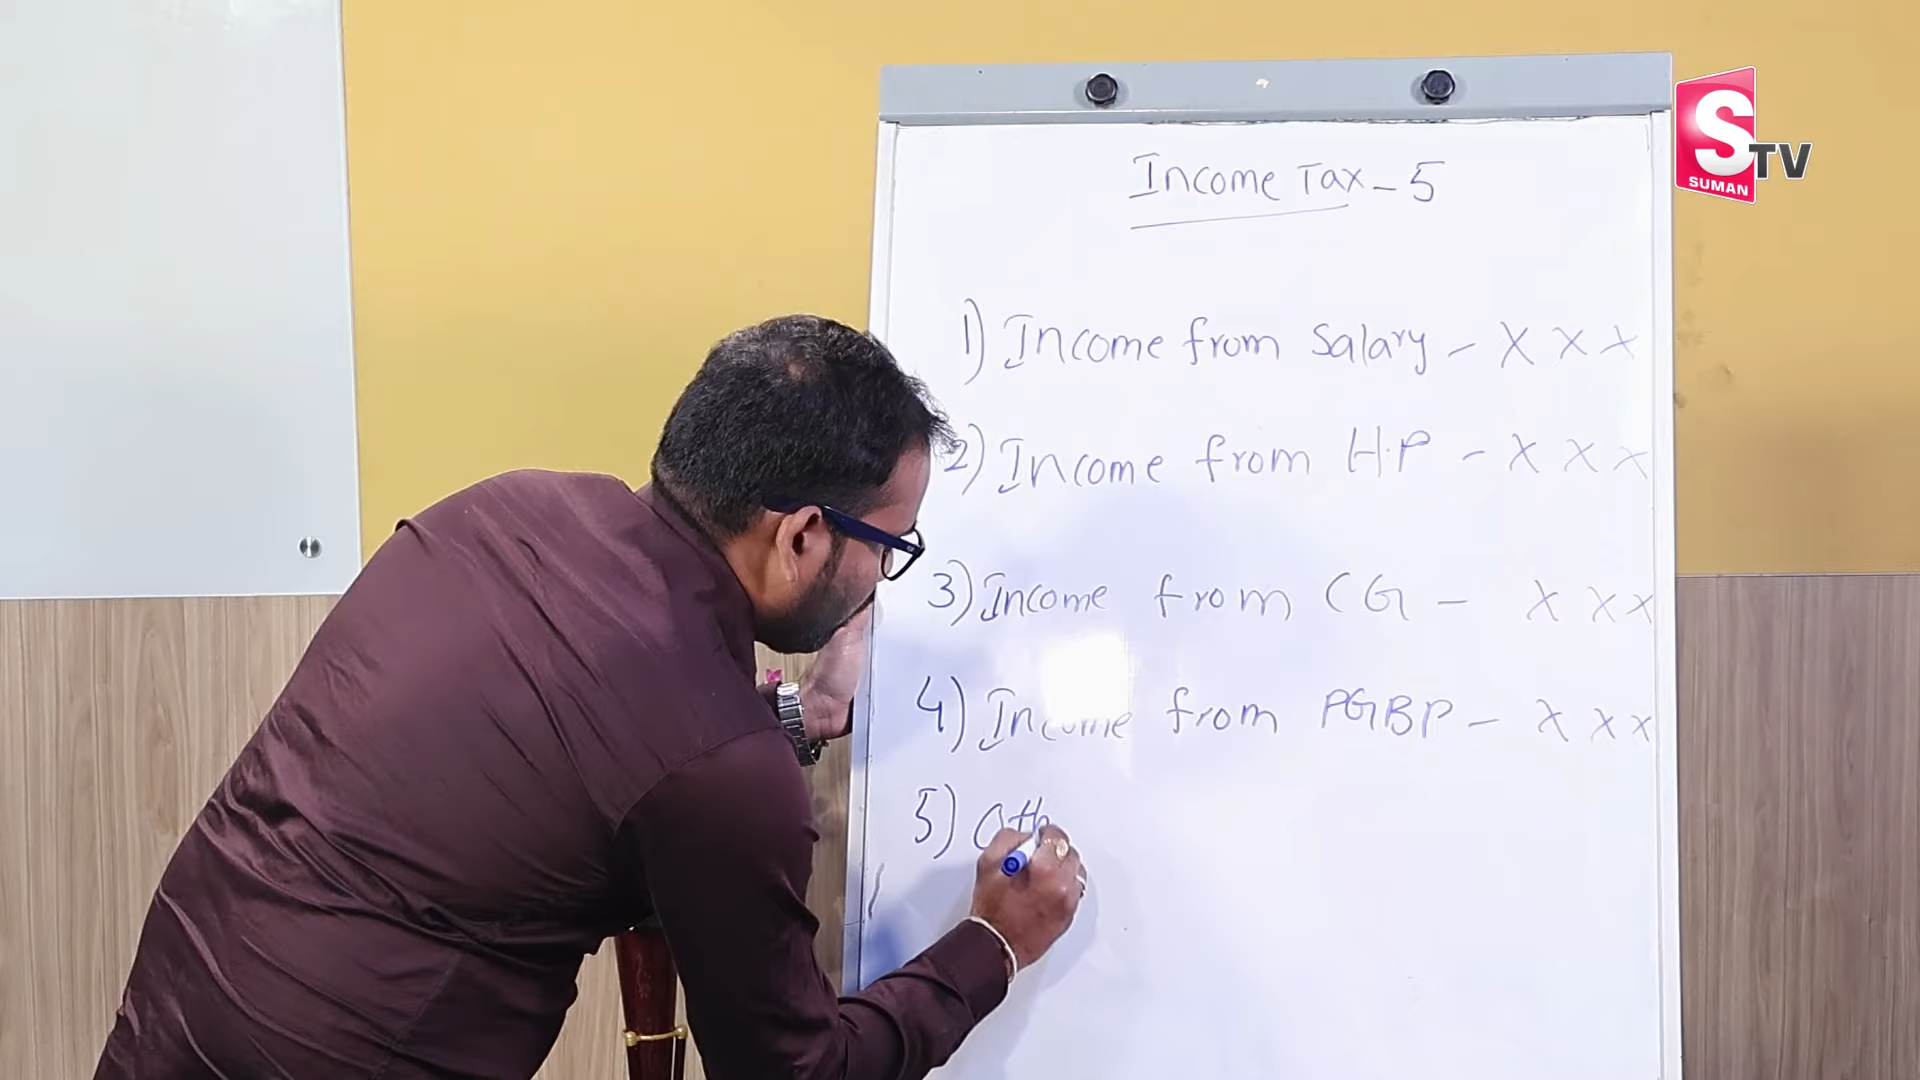 Income Tax - 5
1) Income from Salary - X X X
2) Income from H.P - X X X
3) Income from CG - X X X
4) Income from PGBP - X X X
5) Oth
S TV
SUMAN